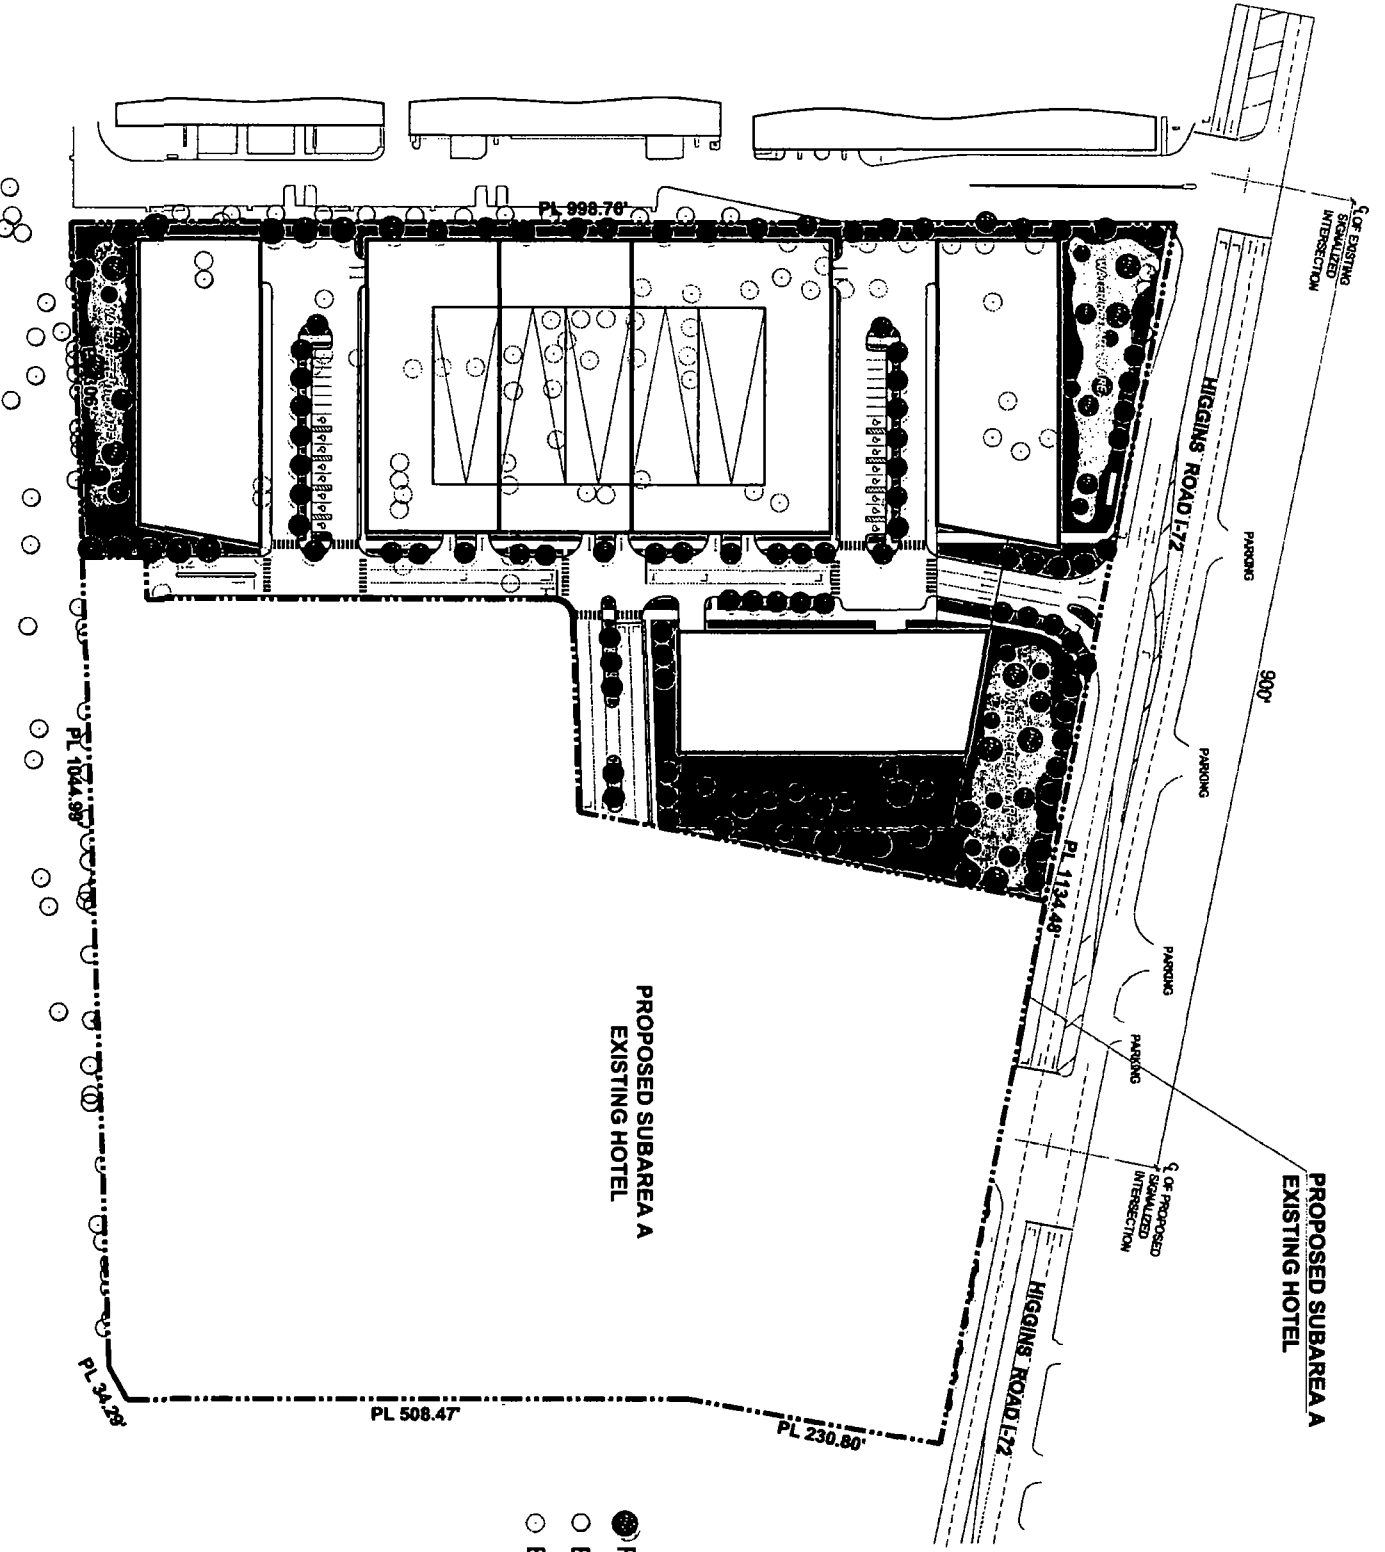 ℄ OF EXISTING
SIGNALIZED
INTERSECTION
PL 998.76'
HIGGINS ROAD I-72
PARKING
900'
PARKING
PL 1134.48'
PL 1044.99'
PARKING
PARKING
PROPOSED SUBAREA A
EXISTING HOTEL
PROPOSED SUBAREA A
EXISTING HOTEL
℄ OF PROPOSED
SIGNALIZED
INTERSECTION
HIGGINS ROAD I-72
PL 34.29'
PL 508.47'
PL 230.80'